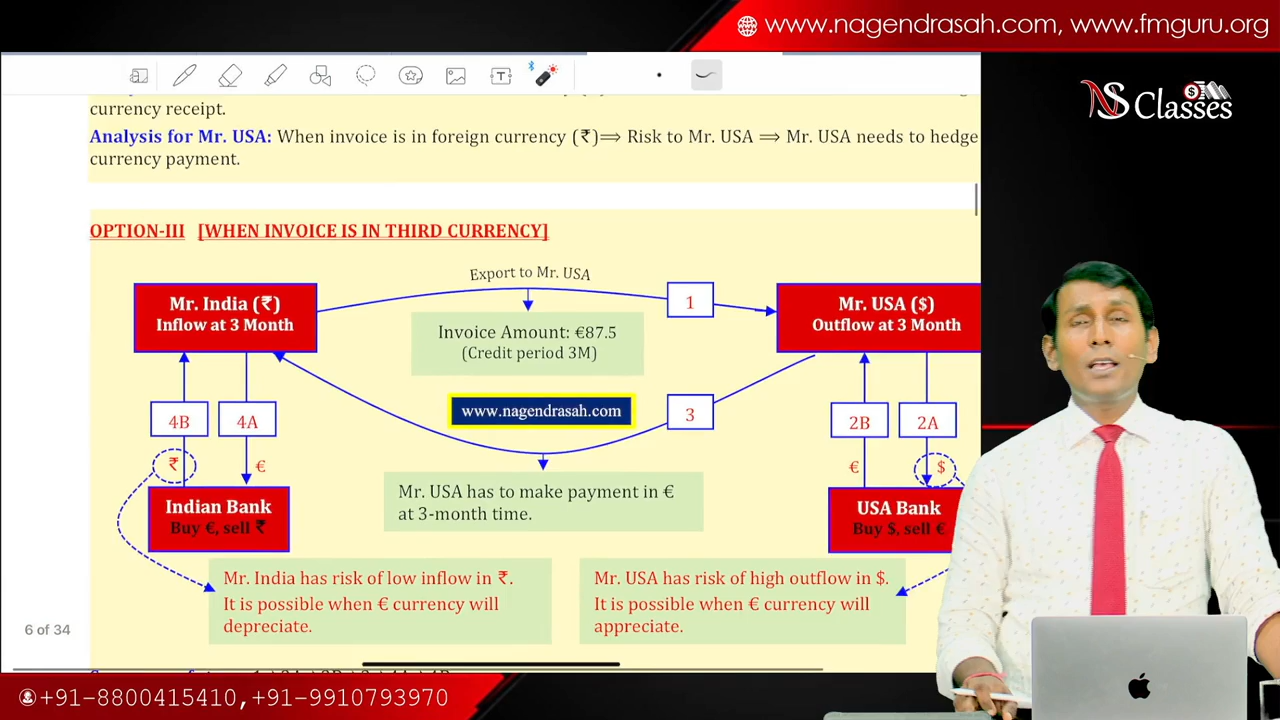 www.nagendrasah.com, www.fmguru.org
NS Classes
currency receipt.
Analysis for Mr. USA: When invoice is in foreign currency (₹)⟹ Risk to Mr. USA ⟹ Mr. USA needs to hedge
currency payment.
OPTION-III [WHEN INVOICE IS IN THIRD CURRENCY]
Export to Mr. USA
Mr. India (₹)
Inflow at 3 Month
1
Mr. USA ($)
Outflow at 3 Month
Invoice Amount: €87.5
(Credit period 3M)
www.nagendrasah.com
3
4B
4A
2B
2A
₹
€
€
$
Mr. USA has to make payment in €
at 3-month time.
Indian Bank
Buy €, sell ₹
USA Bank
Buy $, sell €
Mr. India has risk of low inflow in ₹.
It is possible when € currency will
depreciate.
Mr. USA has risk of high outflow in $.
It is possible when € currency will
appreciate.
6 of 34
+91-8800415410,+91-9910793970